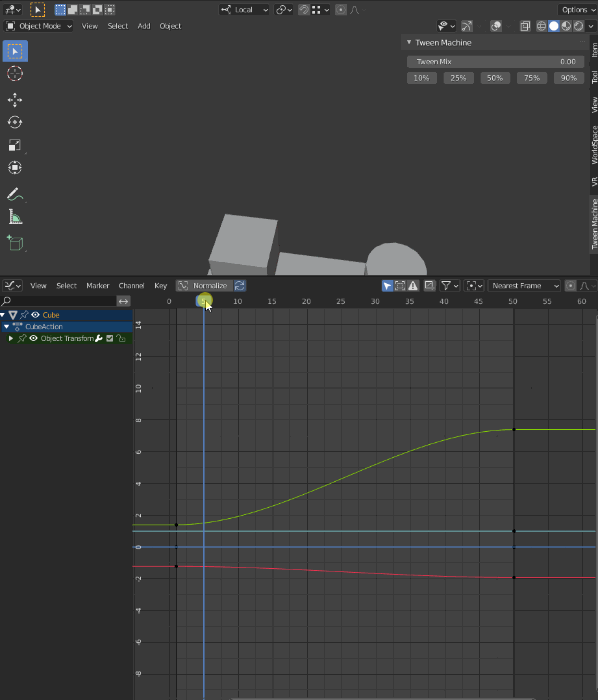 Local
Options
Object Mode View Select Add Object
Tween Machine
Tween Mix 0.00
10% 25% 50% 75% 90%
Item
Tool
View
WorldSpace
VR
Tween Machine
View Select Marker Channel Key Normalize Nearest Frame
0 10 15 20 25 30 35 40 45 50 55 60
Cube
CubeAction
Object Transform
14
12
10
8
6
4
2
0
-2
-4
-6
-8